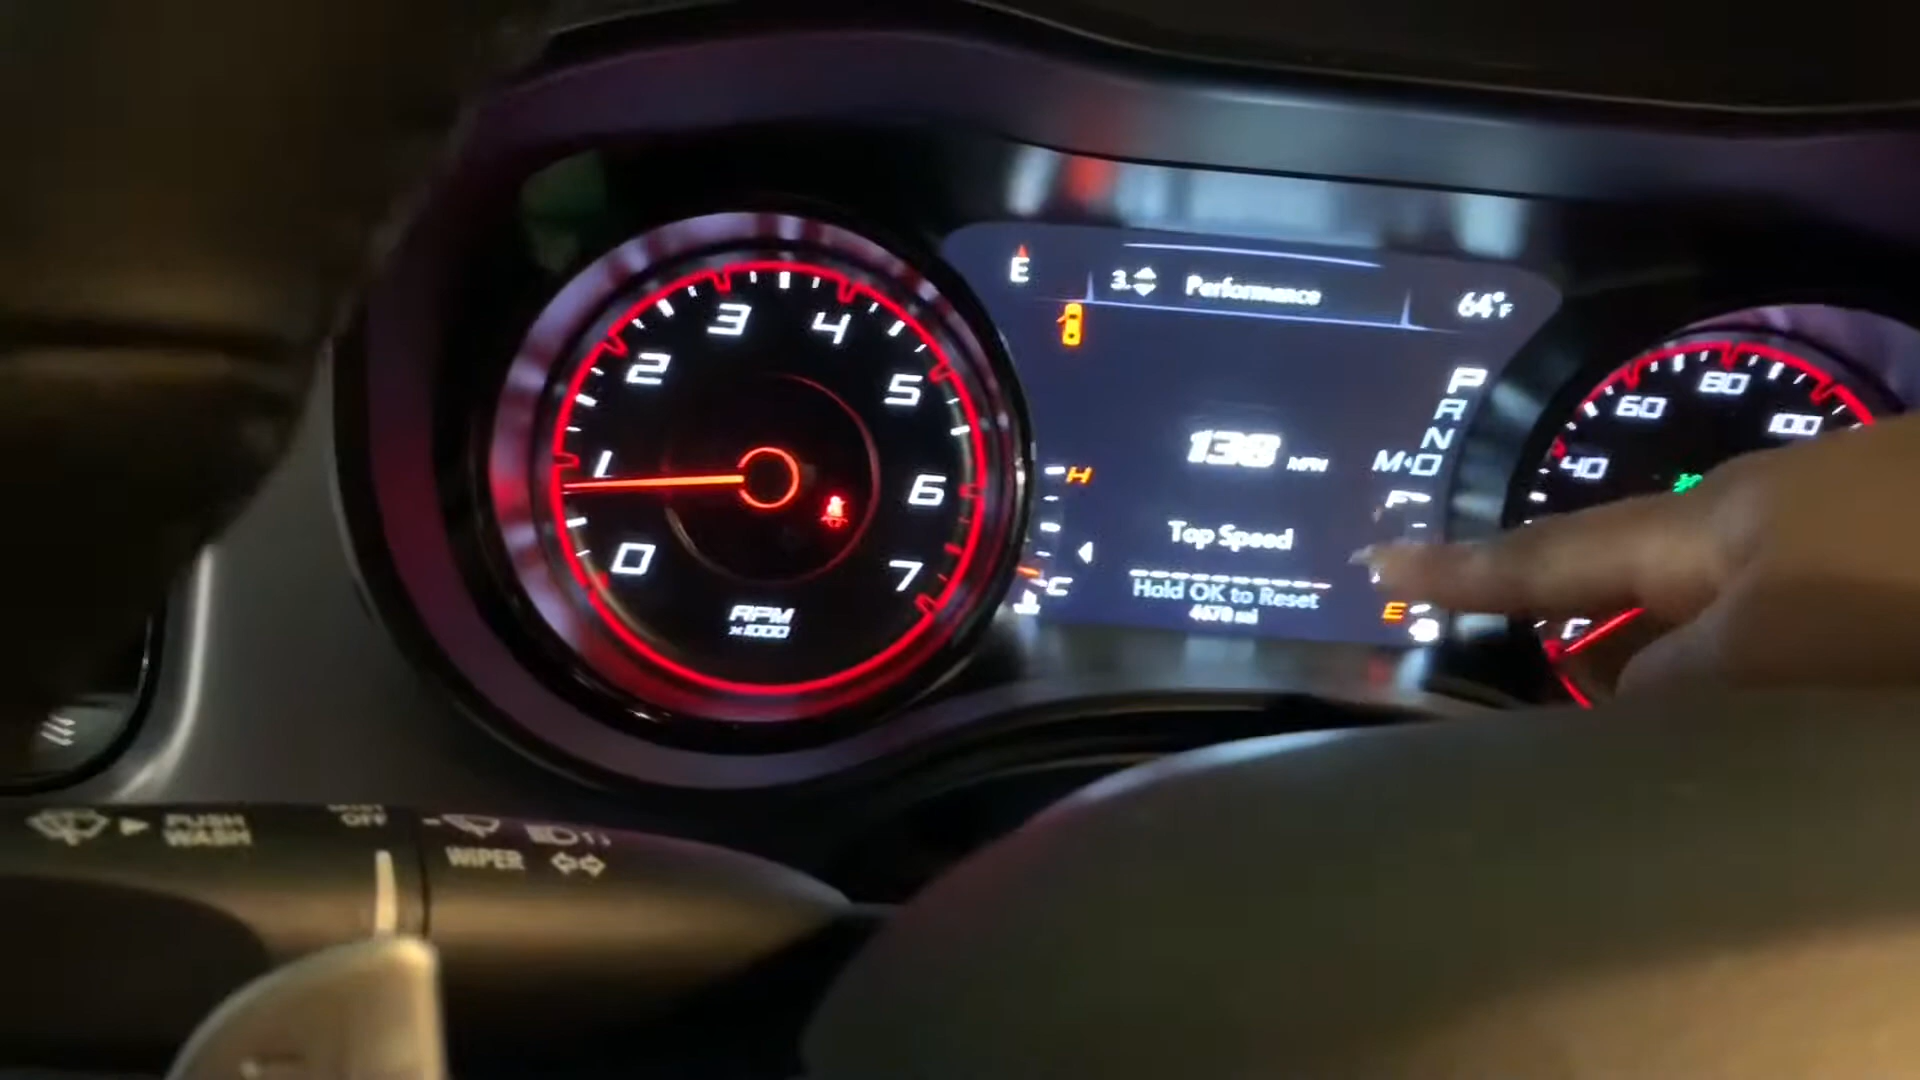 E
3. Performance
64°F
138 MPH
Top Speed
Hold OK to Reset
4678 mi
P
R
N
M D
H
C
F
E
0
1
2
3
4
5
6
7
RPM
x1000
40
60
80
100
PUSH
WASH
OFF
WIPER